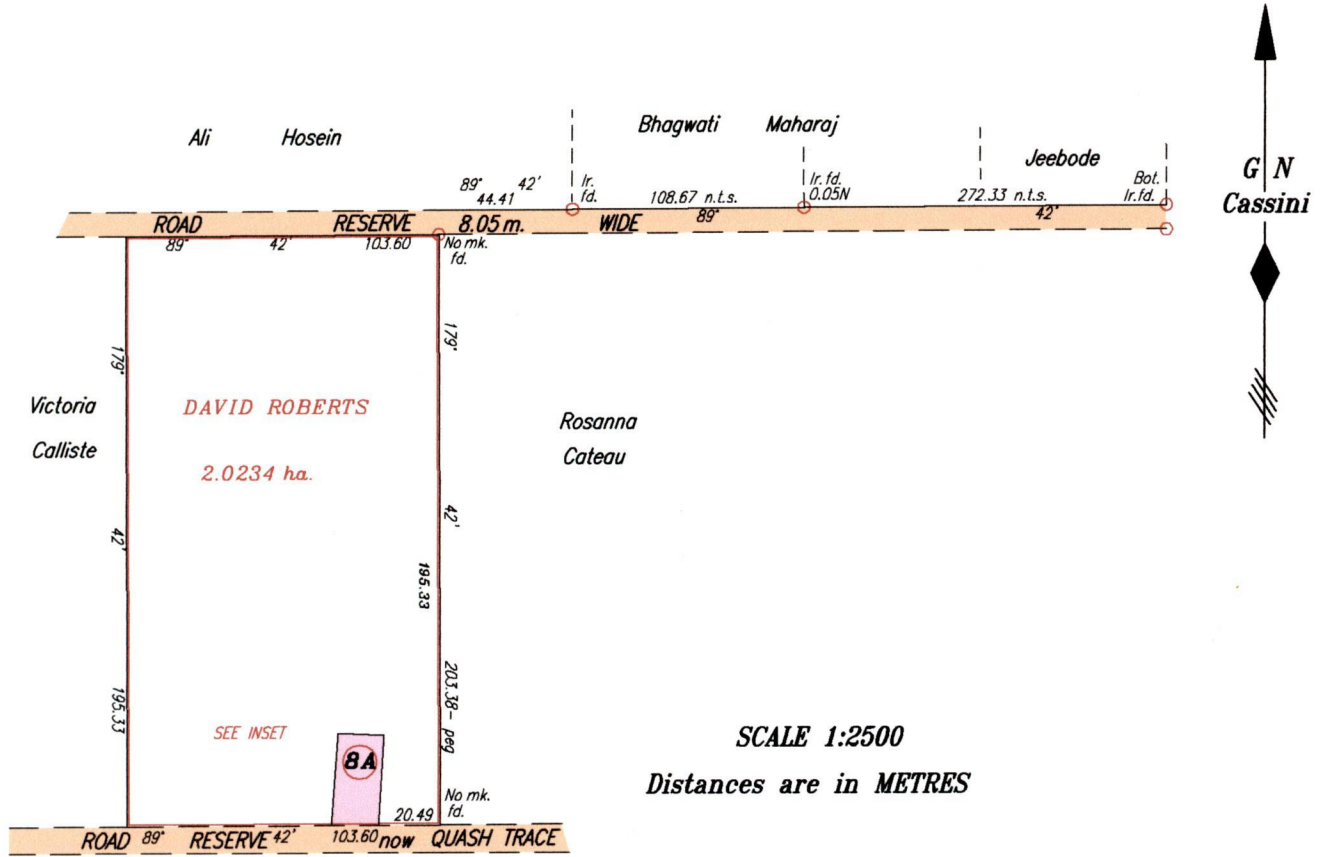 Ali Hosein
Bhagwati Maharaj
Jeebode
G N
Cassini
89° 42'
44.41
Ir.
fd.
108.67 n.t.s.
89°
Ir. fd.
0.05N
272.33 n.t.s.
42'
Bot.
Ir.fd.
ROAD RESERVE 8.05 m. WIDE
89° 42' 103.60
No mk.
fd.
179°
42'
195.33
179'
42'
195.33
203.38- peg
Victoria
Calliste
DAVID ROBERTS
2.0234 ha.
Rosanna
Cateau
SEE INSET
8A
20.49
No mk.
fd.
SCALE 1:2500
Distances are in METRES
ROAD 89° RESERVE 42' 103.60 now QUASH TRACE